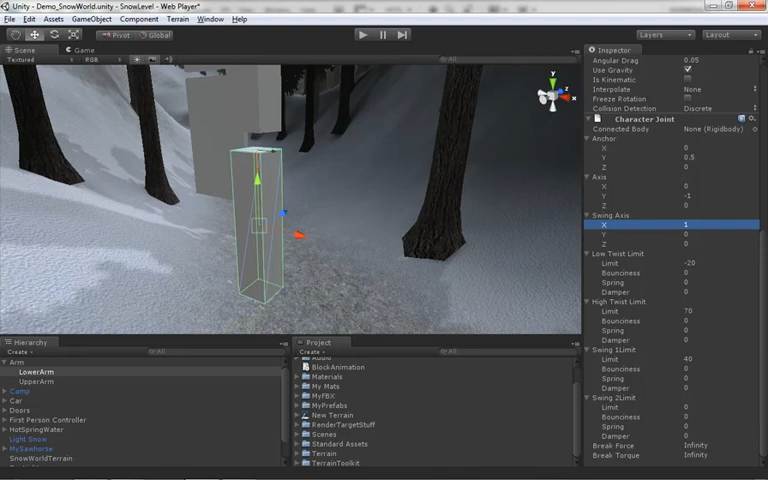 Unity - Demo_SnowWorld.unity - SnowLevel - Web Player*
File Edit Assets GameObject Component Terrain Window Help
Pivot Global Layers Layout
Scene Game
Textured RGB All
y
z
x
Inspector
Angular Drag 0.05
Use Gravity
Is Kinematic
Interpolate None
Freeze Rotation
Collision Detection Discrete
Character Joint
Connected Body None (Rigidbody)
Anchor
X 0
Y 0.5
Z 0
Axis
X 0
Y -1
Z 0
Swing Axis
X 1
Y 0
Z 0
Low Twist Limit
Limit -20
Bounciness 0
Spring 0
Damper 0
High Twist Limit
Limit 70
Bounciness 0
Spring 0
Damper 0
Swing 1Limit
Limit 40
Bounciness 0
Spring 0
Damper 0
Swing 2Limit
Limit 0
Bounciness 0
Spring 0
Damper 0
Break Force Infinity
Break Torque Infinity
Hierarchy
Create All
Arm
LowerArm
UpperArm
Camp
Car
Doors
First Person Controller
HotSpringWater
Light Snow
MySawhorse
SnowWorldTerrain
Project
Create All
Audio
BlockAnimation
Materials
My Mats
MyFBX
MyPrefabs
New Terrain
RenderTargetStuff
Scenes
Standard Assets
Terrain
TerrainToolkit